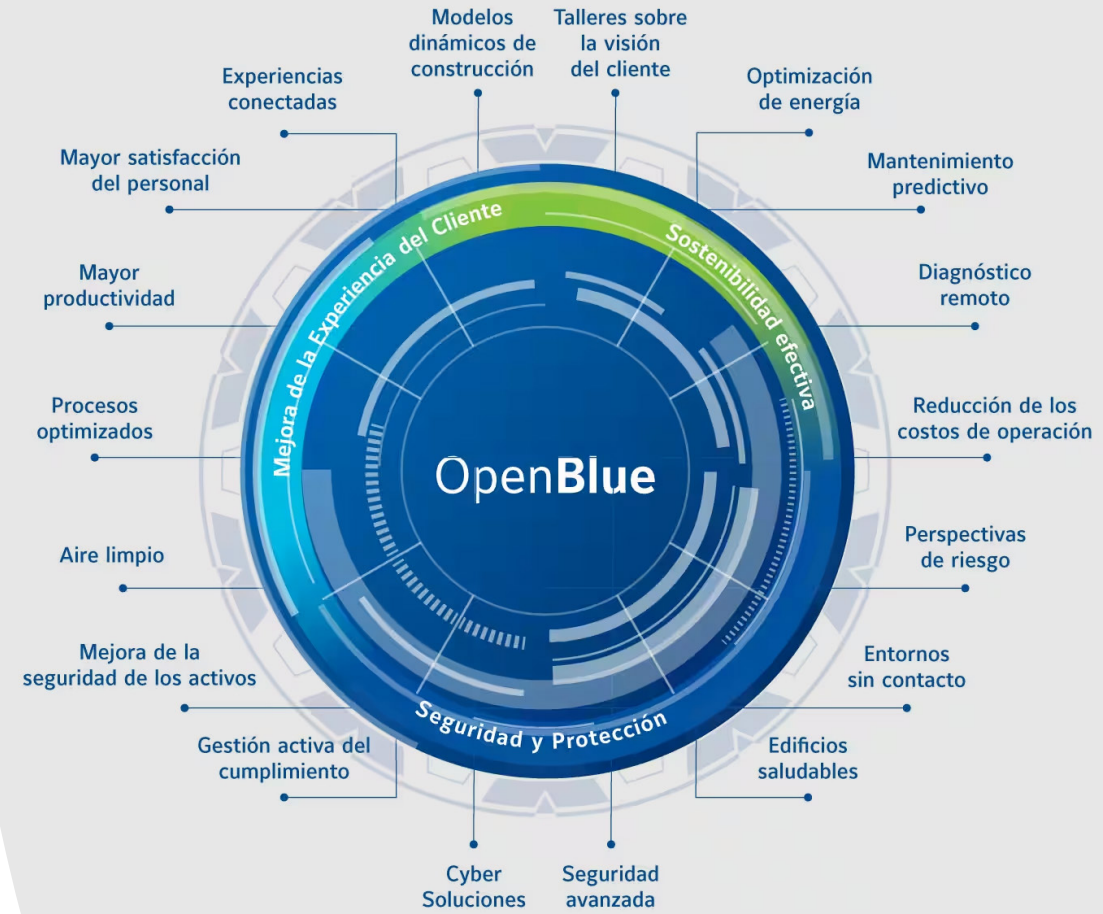 Modelos
dinámicos de
construcción
Talleres sobre
la visión
del cliente
Optimización
de energía
Mantenimiento
predictivo
Diagnóstico
remoto
Reducción de los
costos de operación
Perspectivas
de riesgo
Entornos
sin contacto
Edificios
saludables
Seguridad
avanzada
Cyber
Soluciones
Gestión activa del
cumplimiento
Mejora de la
seguridad de los activos
Aire limpio
Procesos
optimizados
Mayor
productividad
Mayor satisfacción
del personal
Experiencias
conectadas
Mejora de la Experiencia del Cliente
Sostenibilidad efectiva
Seguridad y Protección
OpenBlue